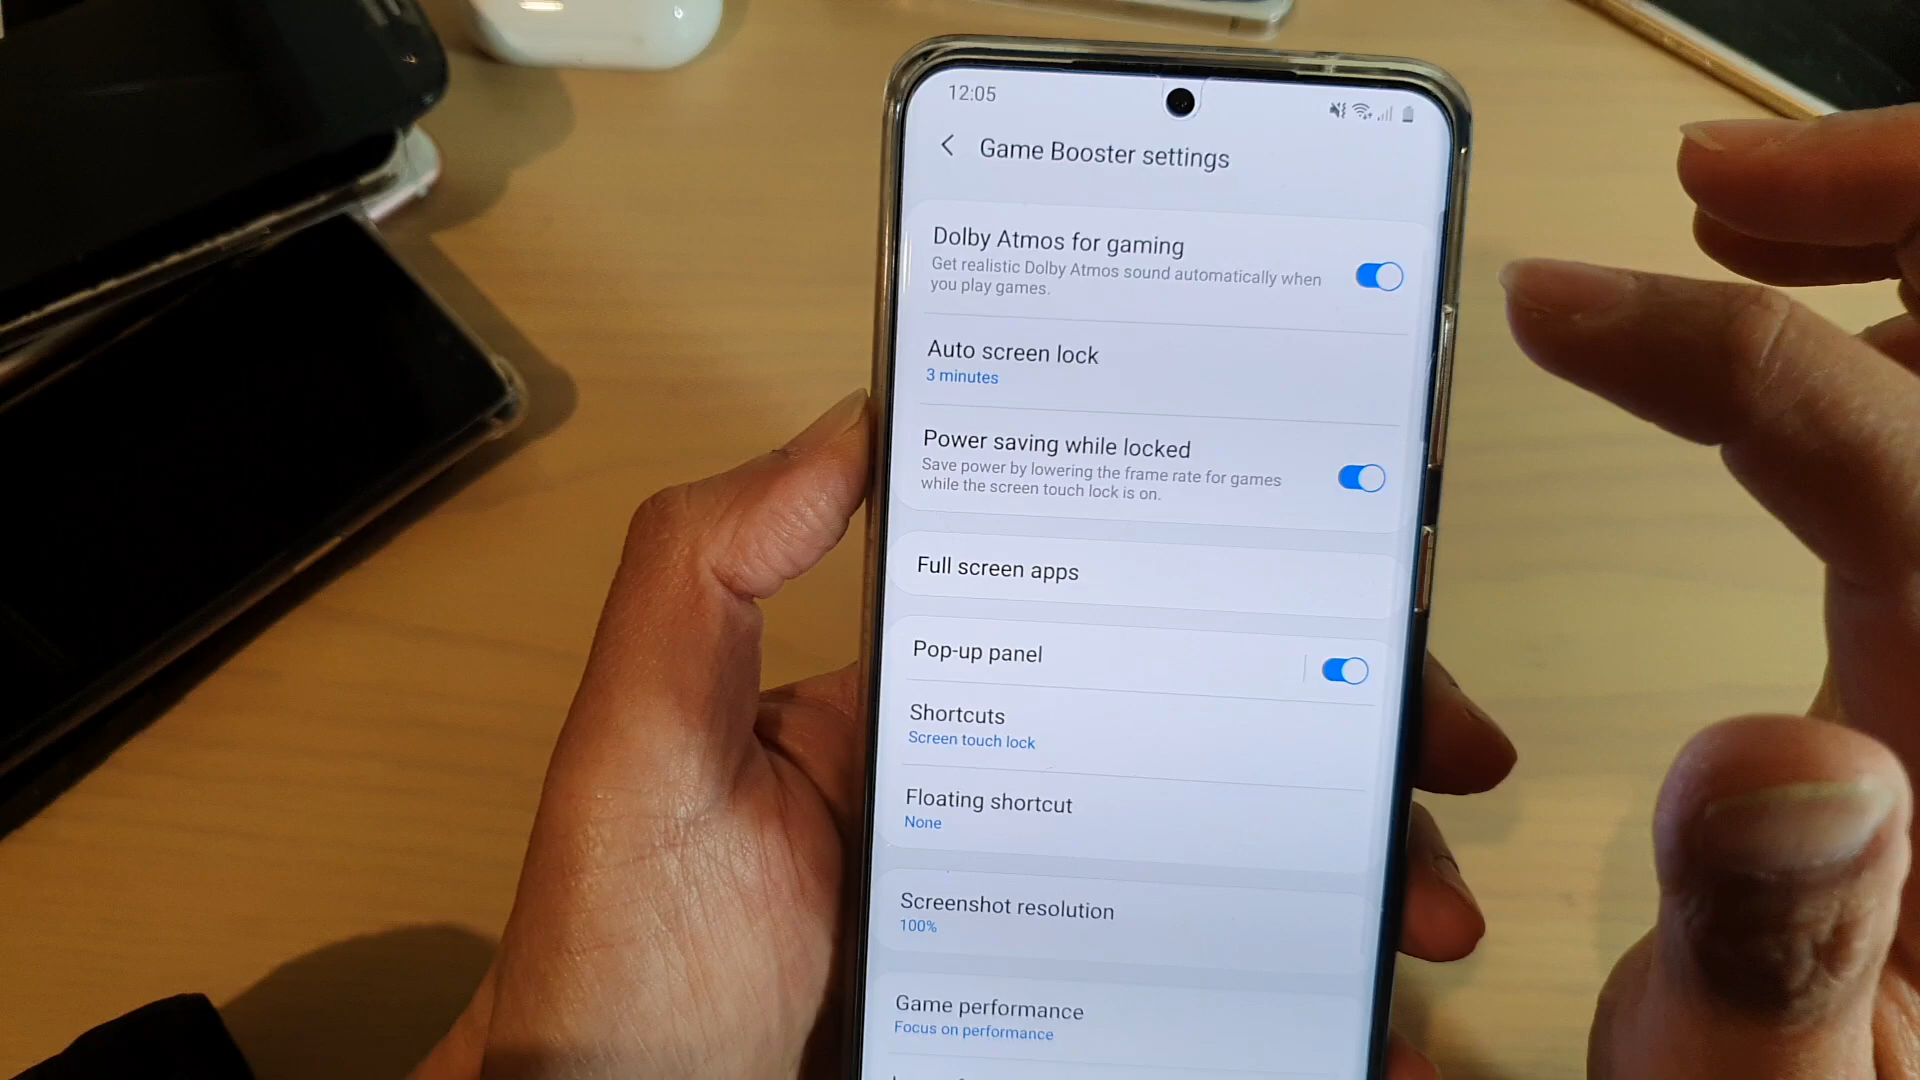 12:05
Game Booster settings
Dolby Atmos for gaming
Get realistic Dolby Atmos sound automatically when
you play games.
Auto screen lock
3 minutes
Power saving while locked
Save power by lowering the frame rate for games
while the screen touch lock is on.
Full screen apps
Pop-up panel
Shortcuts
Screen touch lock
Floating shortcut
None
Screenshot resolution
100%
Game performance
Focus on performance